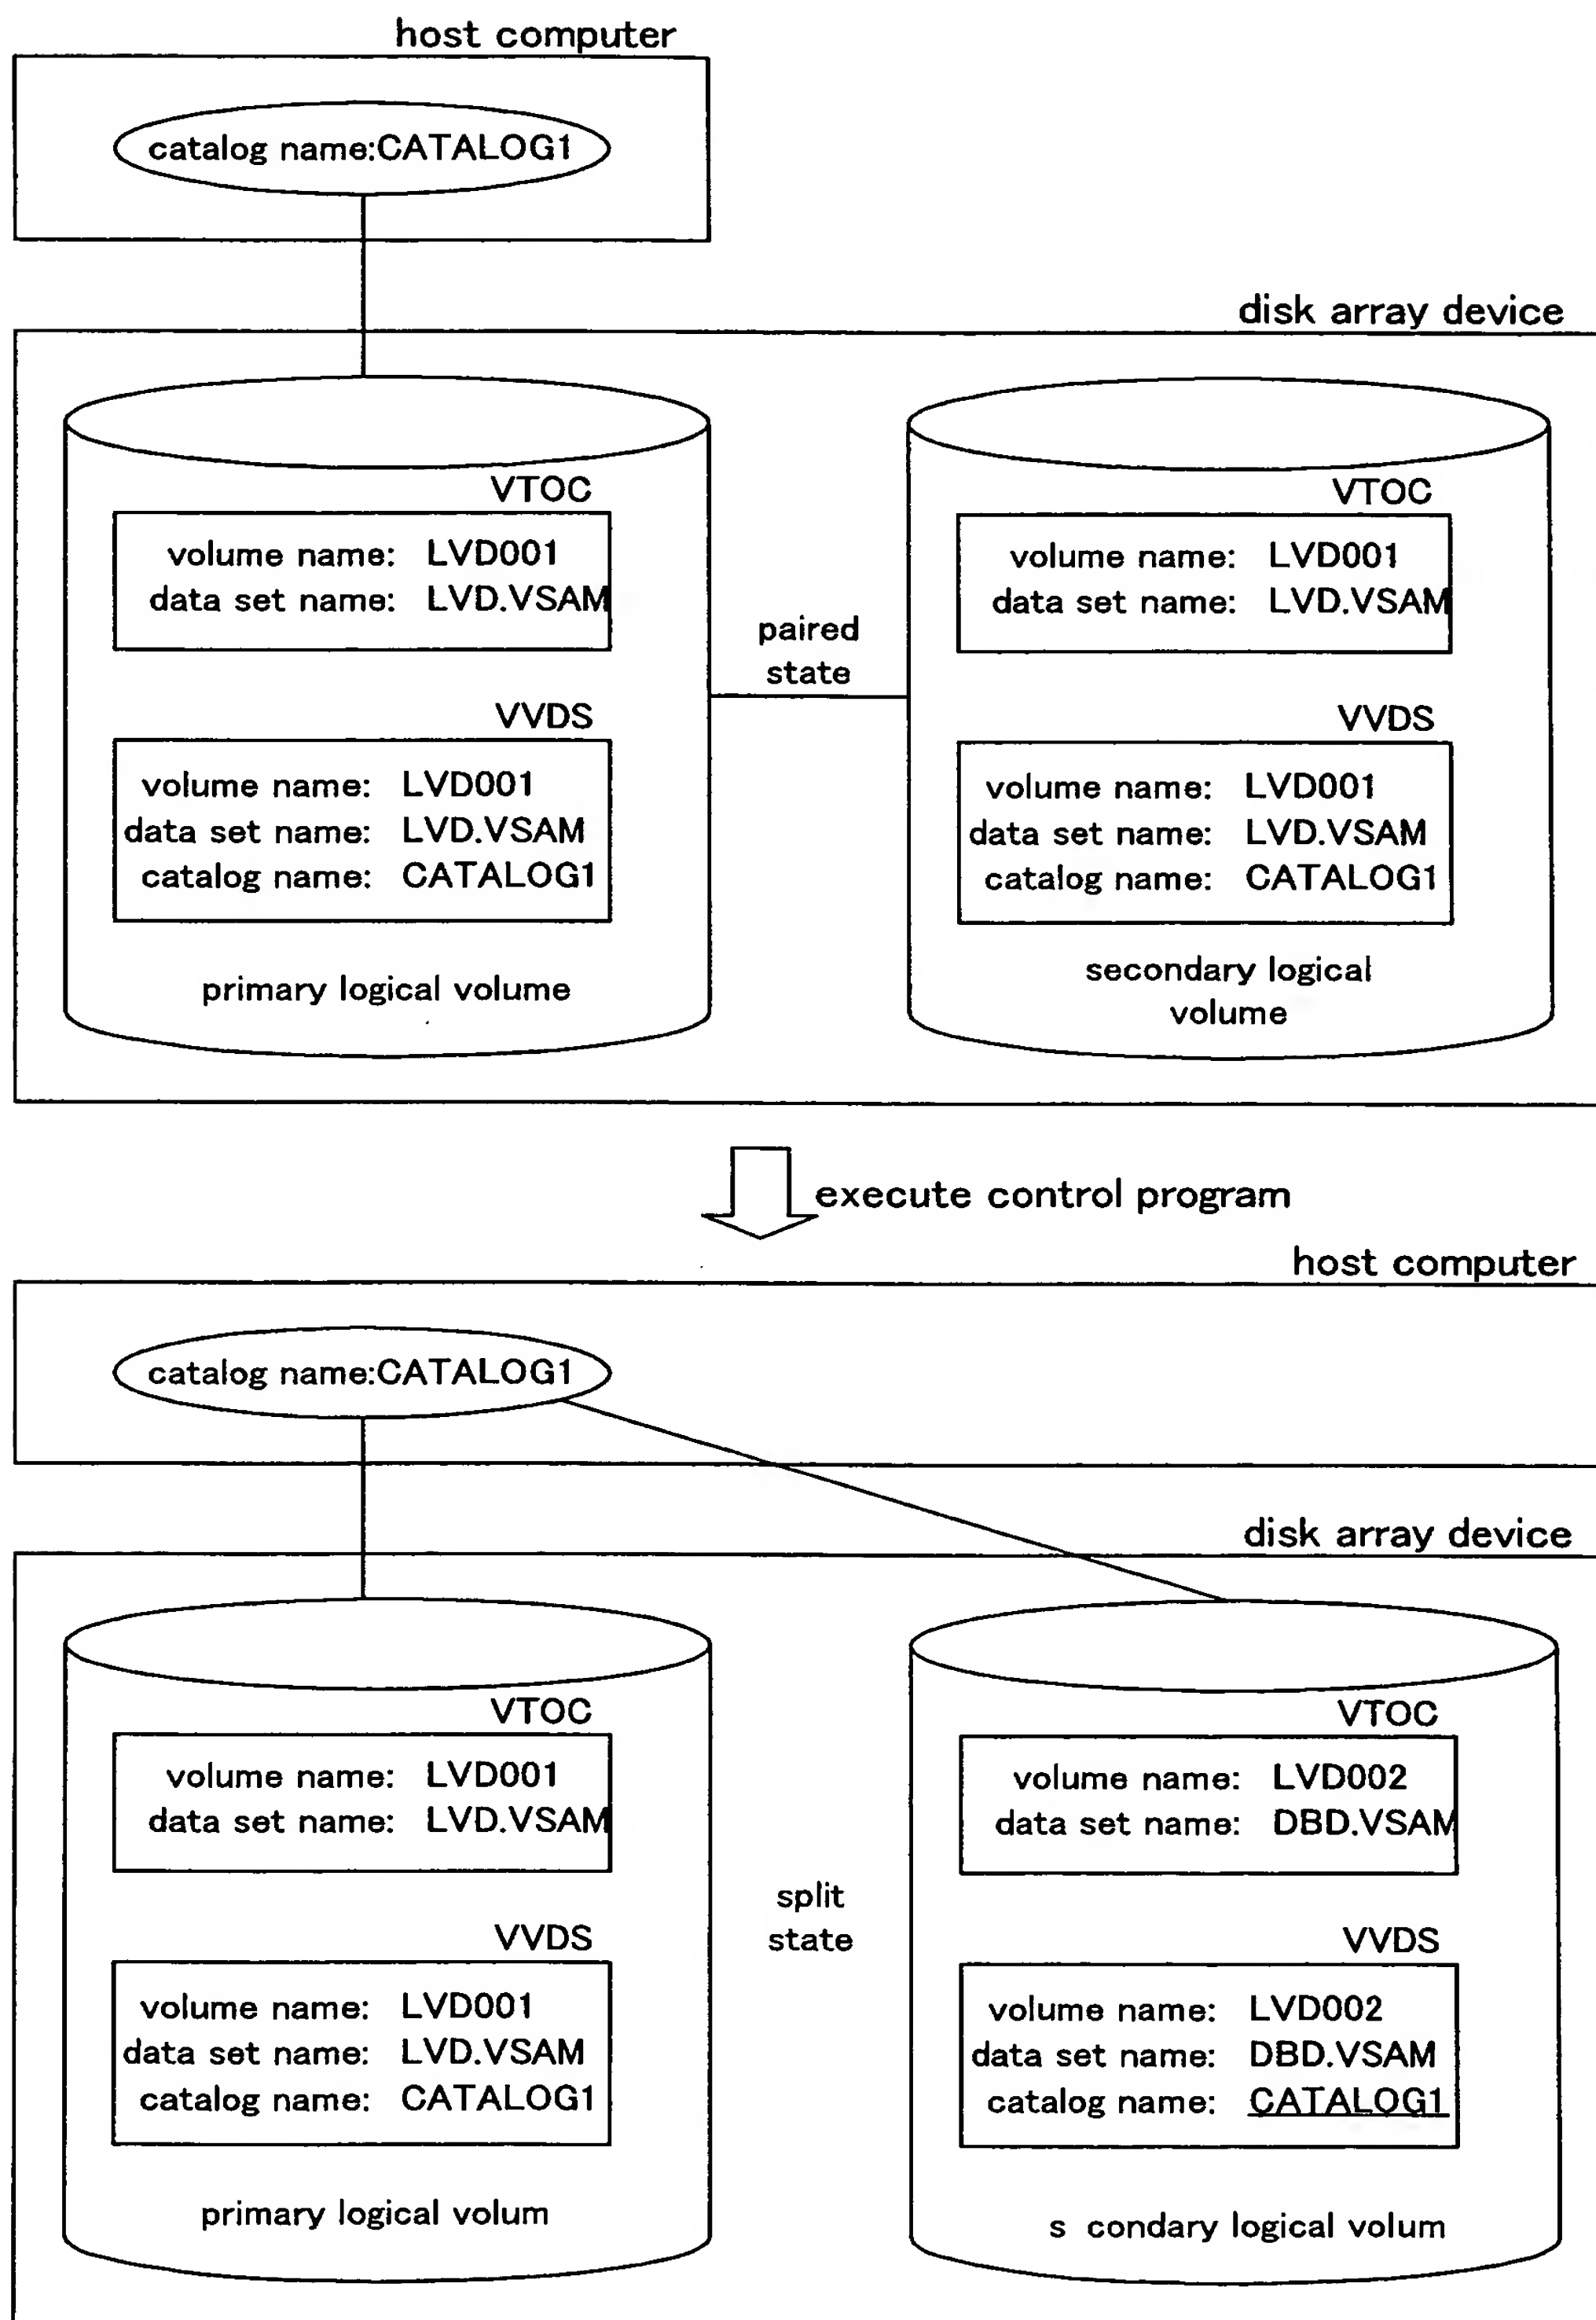 host computer
catalog name:CATALOG1
disk array device
VTOC
volume name: LVD001
data set name: LVD.VSAM
VVDS
volume name: LVD001
data set name: LVD.VSAM
catalog name: CATALOG1
primary logical volume
paired
state
VTOC
volume name: LVD001
data set name: LVD.VSAM
VVDS
volume name: LVD001
data set name: LVD.VSAM
catalog name: CATALOG1
secondary logical
volume
execute control program
host computer
catalog name:CATALOG1
disk array device
VTOC
volume name: LVD001
data set name: LVD.VSAM
VVDS
volume name: LVD001
data set name: LVD.VSAM
catalog name: CATALOG1
primary logical volum
split
state
VTOC
volume name: LVD002
data set name: DBD.VSAM
VVDS
volume name: LVD002
data set name: DBD.VSAM
catalog name: CATALOG1
s condary logical volum